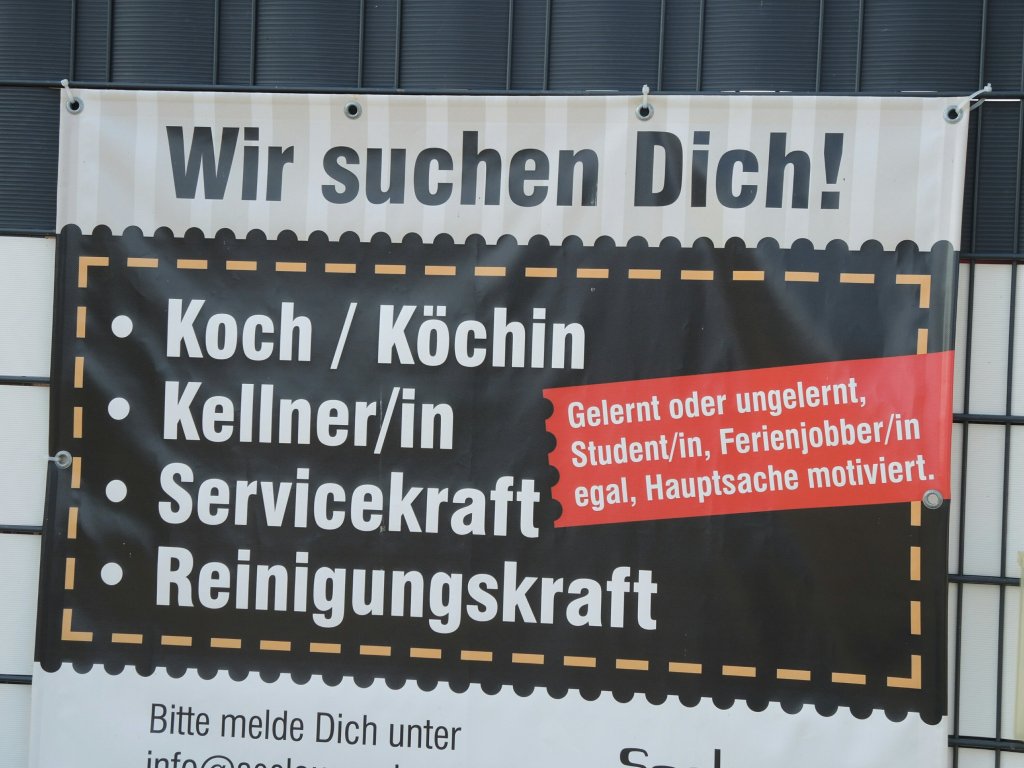 Wir suchen Dich!
• Koch / Köchin
• Kellner/in
• Servicekraft
• Reinigungskraft
Gelernt oder ungelernt,
Student/in, Ferienjobber/in
egal, Hauptsache motiviert.
Bitte melde Dich unter